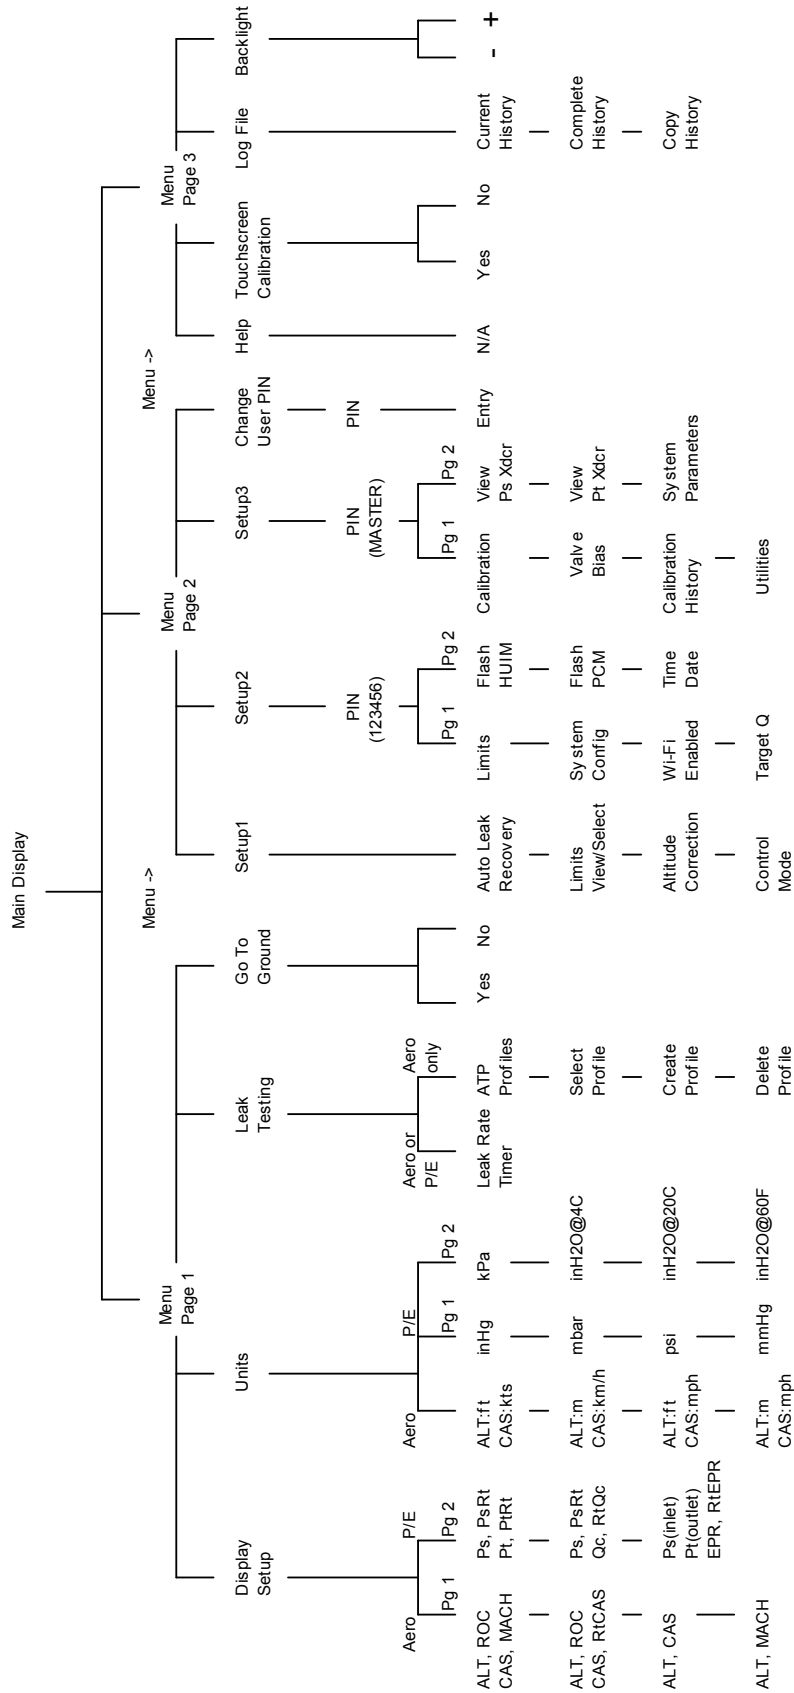 Main Display
Menu ->
Menu ->
Menu
Page 1
Menu
Page 2
Menu
Page 3
Display
Setup
Units
Leak
Testing
Go To
Ground
Setup1
Setup2
Setup3
Change
User PIN
Help
Touchscreen
Calibration
Log File
Backlight
PIN
(123456)
PIN
(MASTER)
PIN
Aero
P/E
Pg 1
Pg 2
ALT, ROC
CAS, MACH
ALT, ROC
CAS, RtCAS
ALT, CAS
ALT, MACH
Ps, PsRt
Pt, PtRt
Ps, PsRt
Qc, RtQc
Ps(inlet)
Pt(outlet)
EPR, RtEPR
Aero
P/E
Pg 1
Pg 2
ALT:ft
CAS:kts
ALT:m
CAS:km/h
ALT:ft
CAS:mph
ALT:m
CAS:mph
inHg
mbar
psi
mmHg
kPa
inH2O@4C
inH2O@20C
inH2O@60F
Aero or
P/E
Aero
only
Leak Rate
Timer
ATP
Profiles
Select
Profile
Create
Profile
Delete
Profile
Yes
No
Auto Leak
Recovery
Limits
View/Select
Altitude
Correction
Control
Mode
Pg 1
Pg 2
Limits
System
Config
Wi-Fi
Enabled
Target Q
Flash
HUIM
Flash
PCM
Time
Date
Pg 1
Pg 2
Calibration
Valve
Bias
Calibration
History
Utilities
View
Ps Xdcr
View
Pt Xdcr
System
Parameters
Entry
N/A
Yes
No
Current
History
Complete
History
Copy
History
-
+